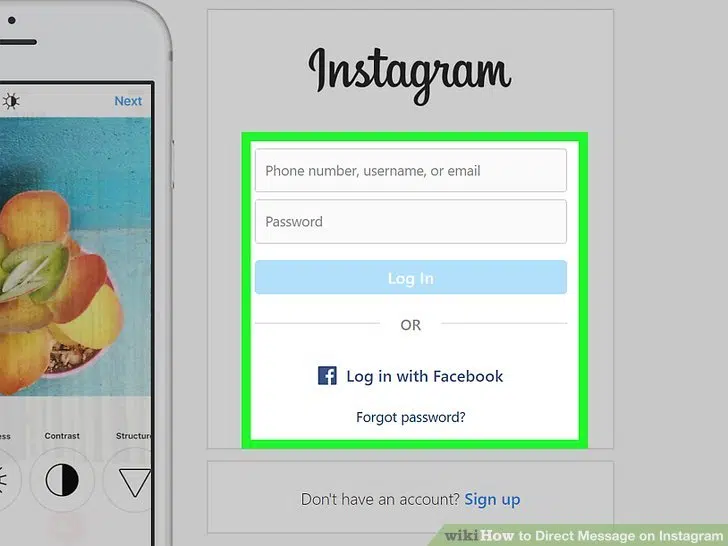 Next
ess
Contrast
Structure
Instagram
Phone number, username, or email
Password
Log In
OR
Log in with Facebook
Forgot password?
Don't have an account? Sign up
wikiHow to Direct Message on Instagram